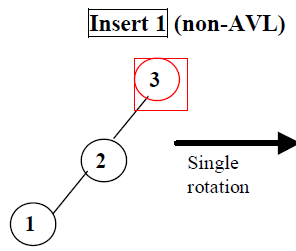 Insert 1 (non-AVL)
3
2
Single
rotation
1